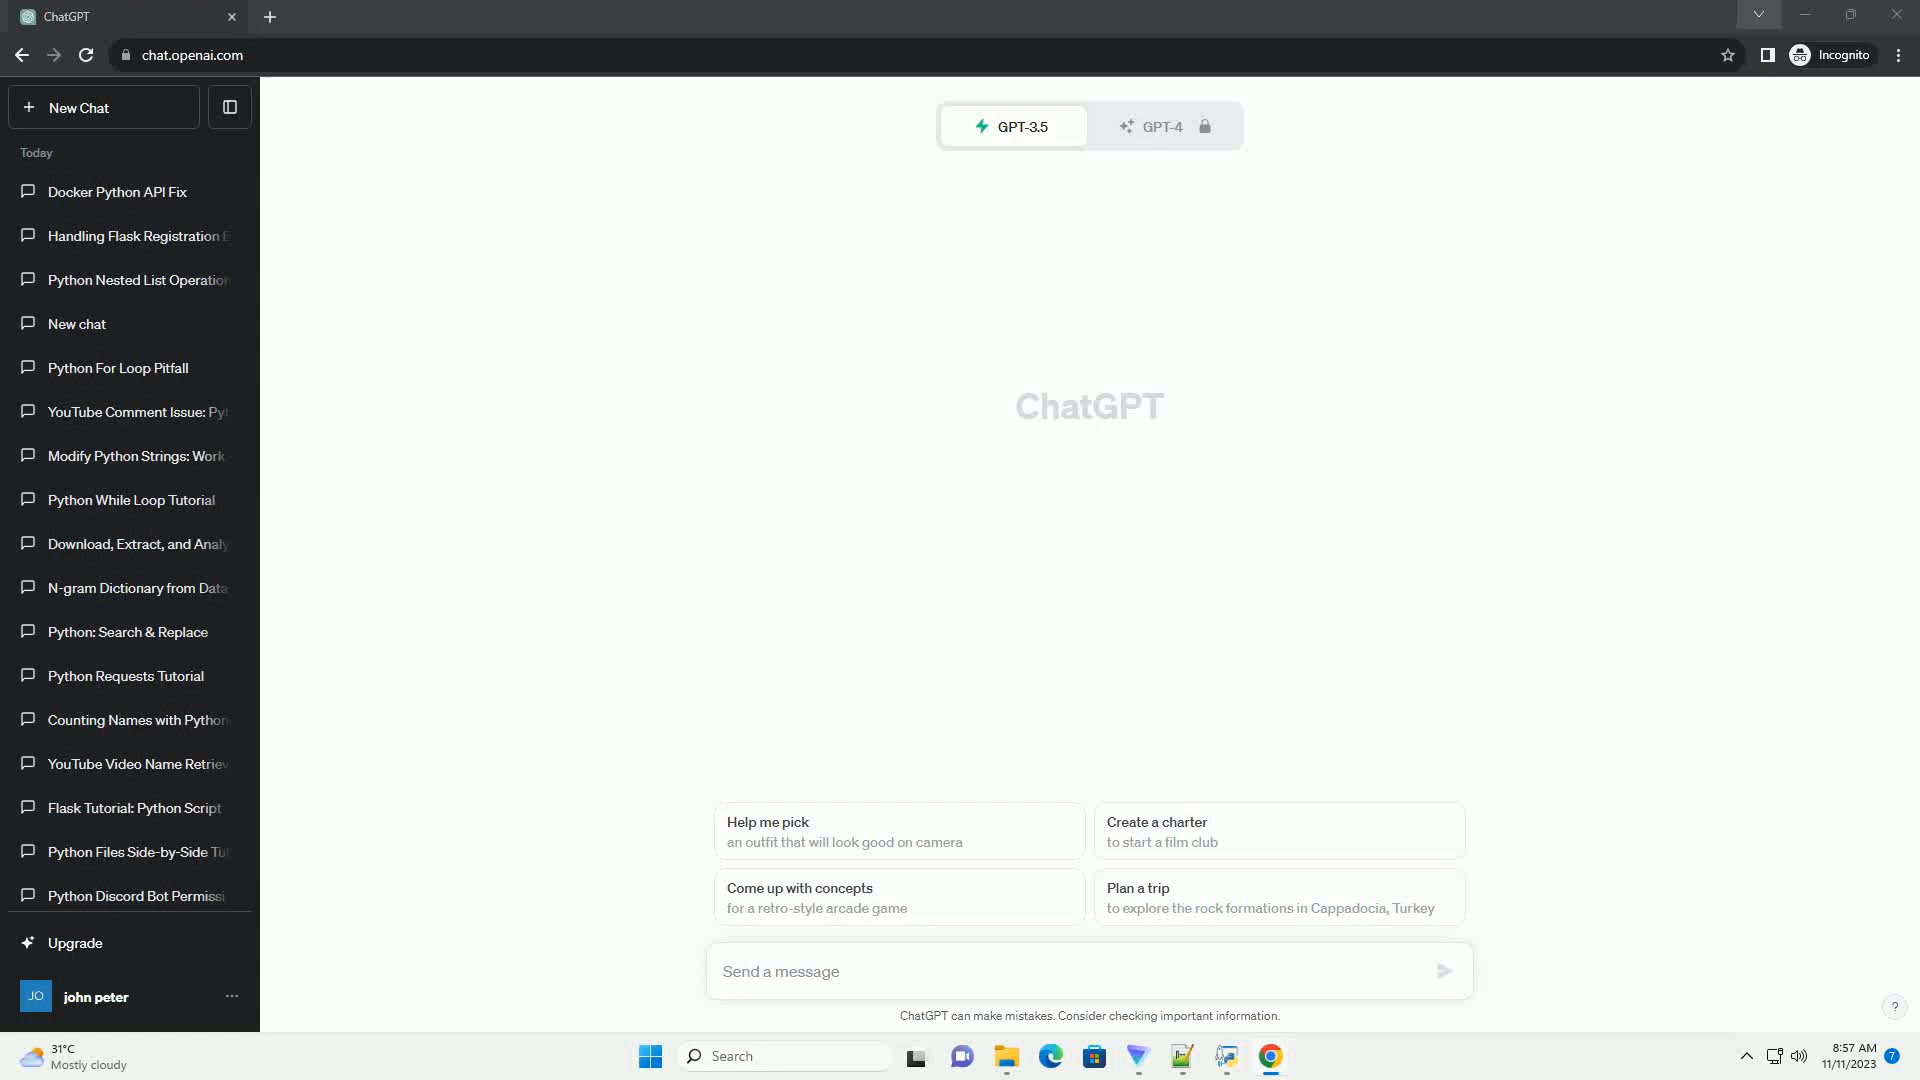 ChatGPT
chat.openai.com
Incognito
New Chat
Today
Docker Python API Fix
Handling Flask Registration E
Python Nested List Operation
New chat
Python For Loop Pitfall
YouTube Comment Issue: Pyt
Modify Python Strings: Work
Python While Loop Tutorial
Download, Extract, and Analy
N-gram Dictionary from Data
Python: Search & Replace
Python Requests Tutorial
Counting Names with Python
YouTube Video Name Retriev
Flask Tutorial: Python Script
Python Files Side-by-Side Tut
Python Discord Bot Permissi
Upgrade
JO john peter
GPT-3.5
GPT-4
ChatGPT
Help me pick
an outfit that will look good on camera
Create a charter
to start a film club
Come up with concepts
for a retro-style arcade game
Plan a trip
to explore the rock formations in Cappadocia, Turkey
Send a message
ChatGPT can make mistakes. Consider checking important information.
?
31°C
Mostly cloudy
Search
8:57 AM
11/11/2023
7